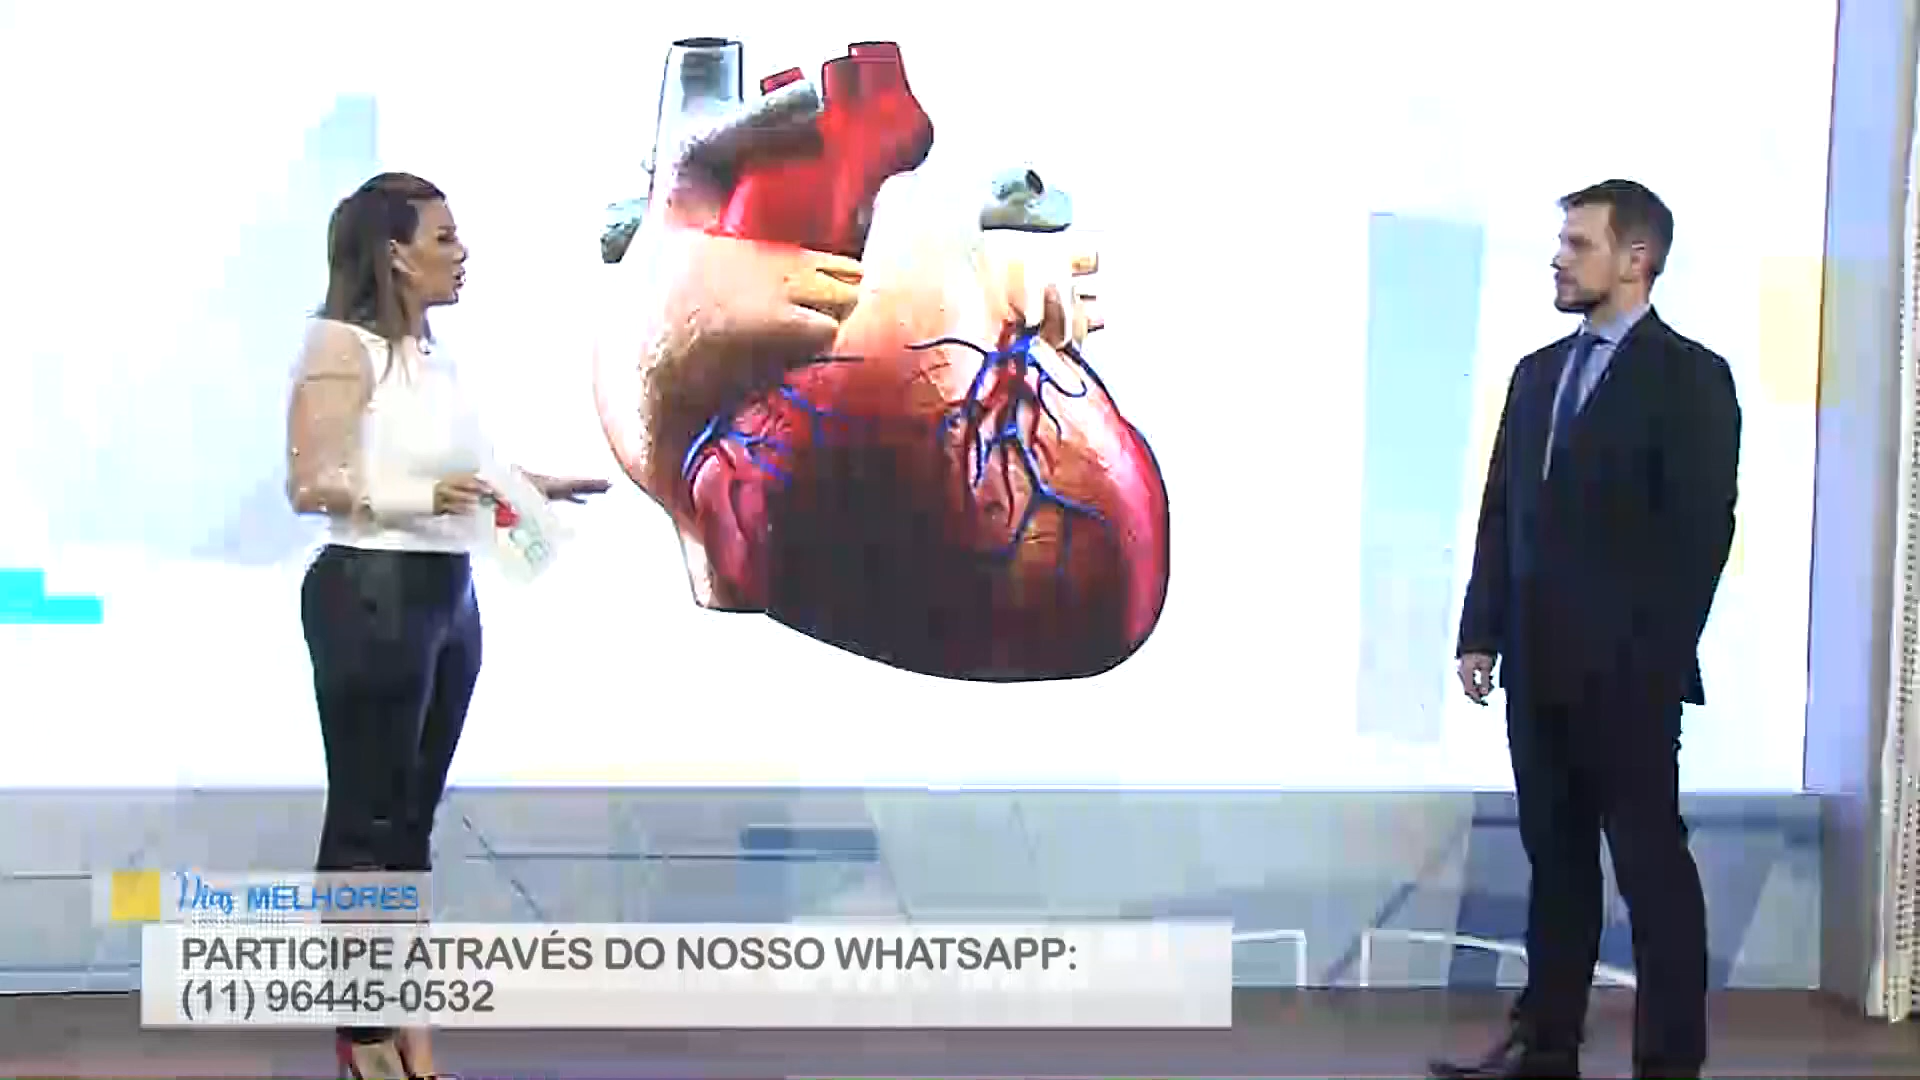 Dias MELHORES
PARTICIPE ATRAVÉS DO NOSSO WHATSAPP:
(11) 96445-0532